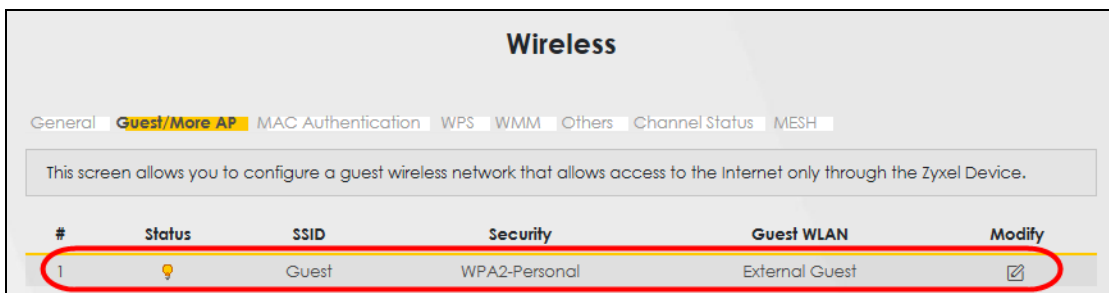 Wireless
General Guest/More AP MAC Authentication WPS WMM Others Channel Status MESH
This screen allows you to configure a guest wireless network that allows access to the Internet only through the Zyxel Device.
# Status SSID Security Guest WLAN Modify
1 Guest WPA2-Personal External Guest